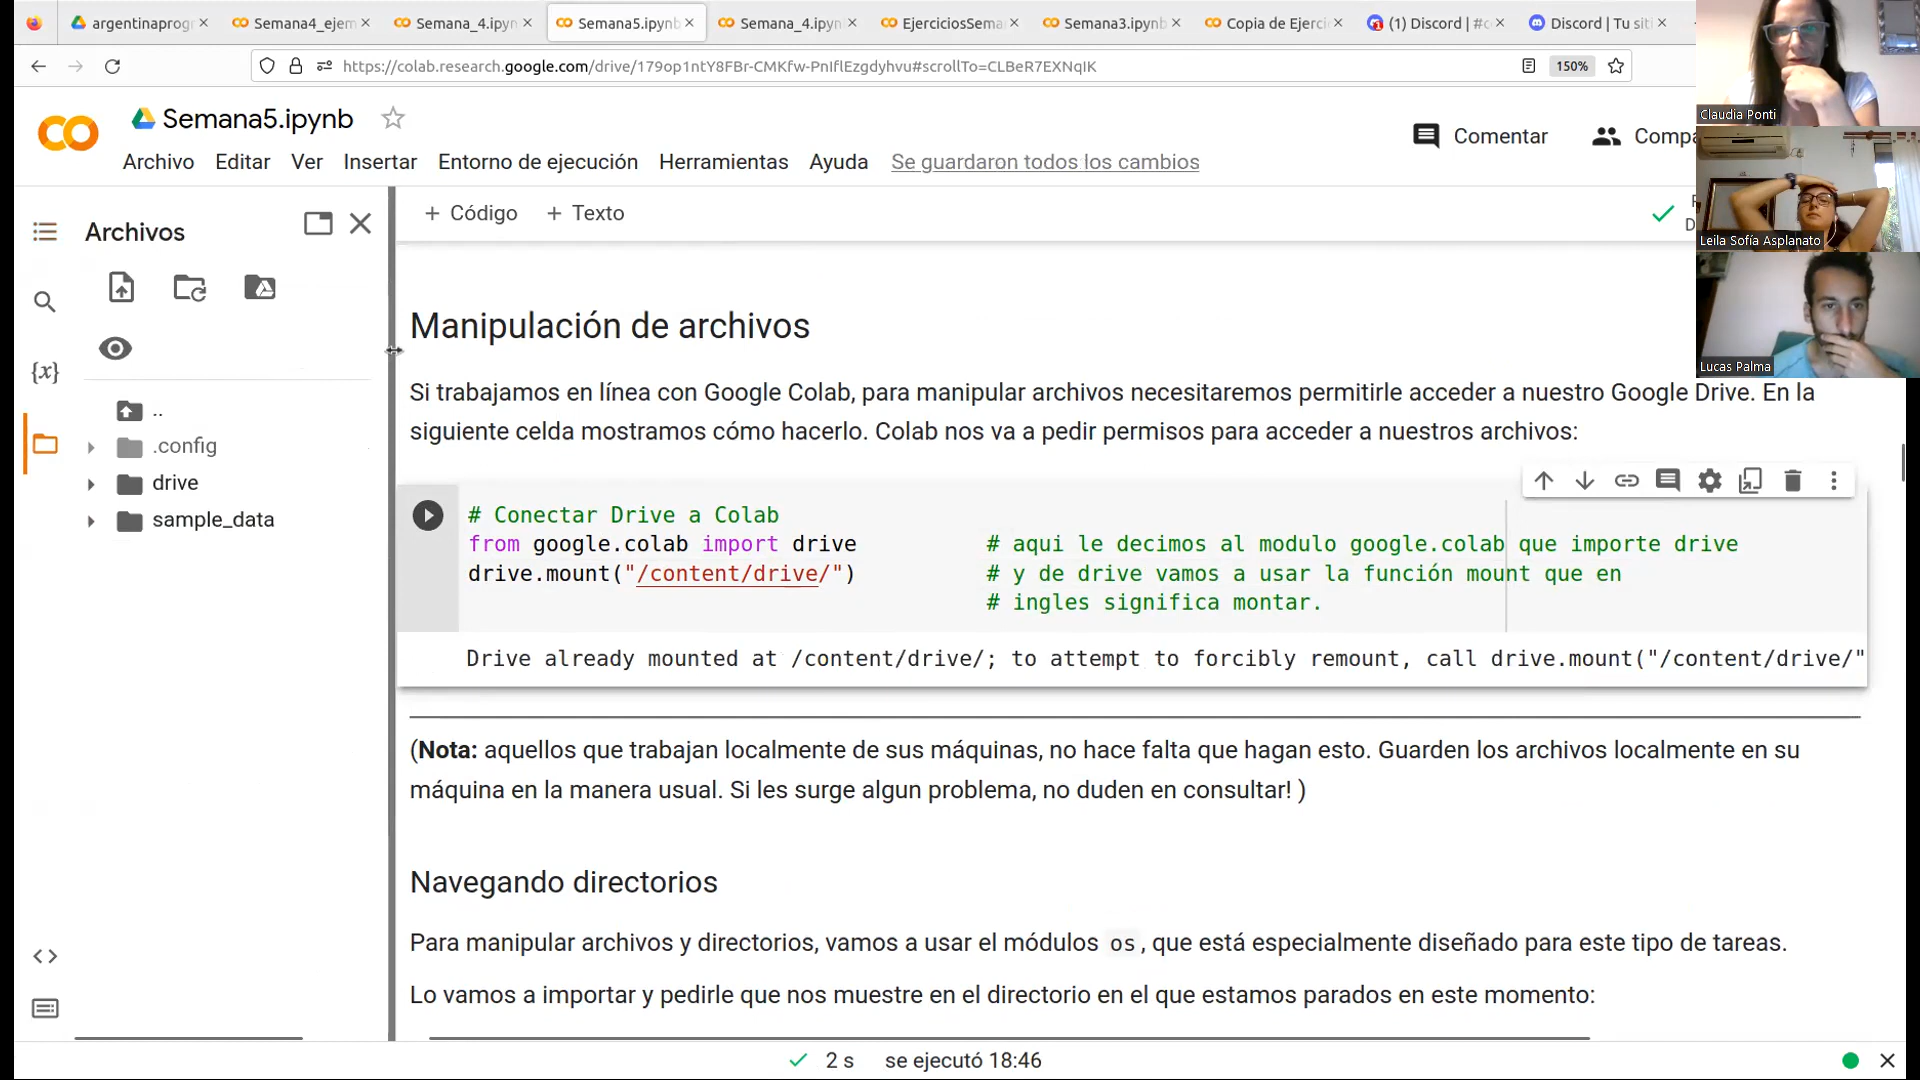 argentinaprogr
Semana4_ejem
Semana_4.ipyn
Semana5.ipynb
Semana_4.ipyn
EjerciciosSema
Semana3.ipynb
Copia de Ejerci
(1) Discord | #c
Discord | Tu siti
https://colab.research.google.com/drive/179op1ntY8FBr-CMKfw-PnIflEzgdyhvu#scrollTo=CLBeR7EXNqIK
150%
Semana5.ipynb
Comentar
Compa
Archivo Editar Ver Insertar Entorno de ejecución Herramientas Ayuda Se guardaron todos los cambios
Archivos
+ Código + Texto
..
.config
drive
sample_data
{x}
Manipulación de archivos
Si trabajamos en línea con Google Colab, para manipular archivos necesitaremos permitirle acceder a nuestro Google Drive. En la
siguiente celda mostramos cómo hacerlo. Colab nos va a pedir permisos para acceder a nuestros archivos:
# Conectar Drive a Colab
from google.colab import drive # aqui le decimos al modulo google.colab que importe drive
drive.mount("/content/drive/") # y de drive vamos a usar la función mount que en
# ingles significa montar.
Drive already mounted at /content/drive/; to attempt to forcibly remount, call drive.mount("/content/drive/"
(Nota: aquellos que trabajan localmente de sus máquinas, no hace falta que hagan esto. Guarden los archivos localmente en su
máquina en la manera usual. Si les surge algun problema, no duden en consultar! )
Navegando directorios
Para manipular archivos y directorios, vamos a usar el módulos os, que está especialmente diseñado para este tipo de tareas.
Lo vamos a importar y pedirle que nos muestre en el directorio en el que estamos parados en este momento:
2 s se ejecutó 18:46
Claudia Ponti
Leila Sofía Asplanato
Lucas Palma